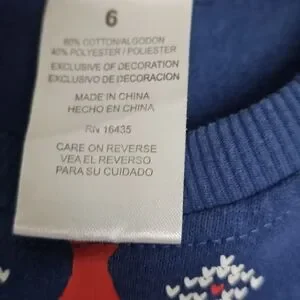 6
60% COTTON/ALGODON
40% POLYESTER / POLIESTER
EXCLUSIVE OF DECORATION
EXCLUSIVO DE DECORACION
MADE IN CHINA
HECHO EN CHINA
RN 16435
CARE ON REVERSE
VEA EL REVERSO
PARA SU CUIDADO